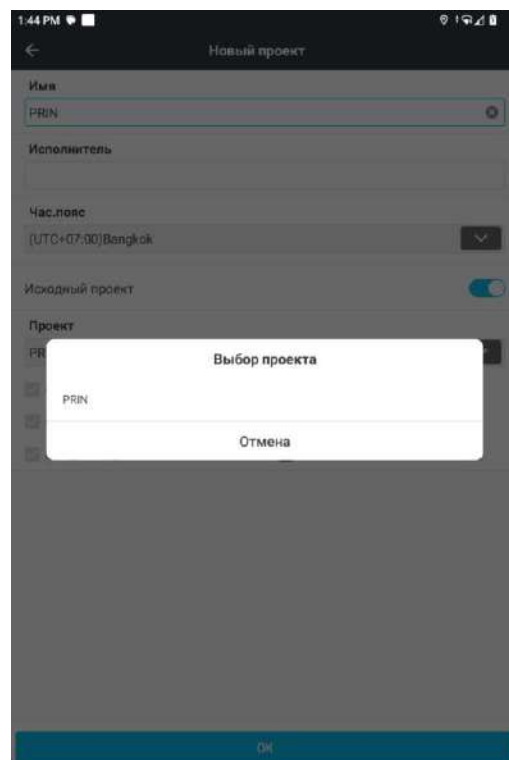 1:44 PM
Новый проект
Имя
PRIN
Исполнитель
Час.пояс
(UTC+07:00)Bangkok
Исходный проект
Проект
PR
Выбор проекта
PRIN
Отмена
OK